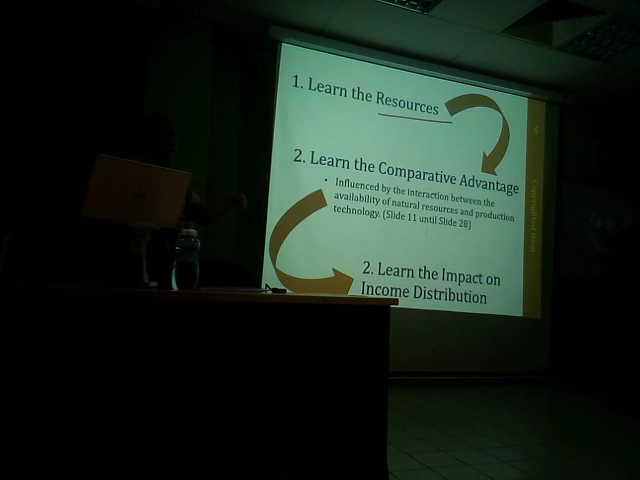 1. Learn the Resources
2. Learn the Comparative Advantage
• Influenced by the interaction between the
availability of natural resources and production
technology. (Slide 11 until Slide 28)
2. Learn the Impact on
Income Distribution